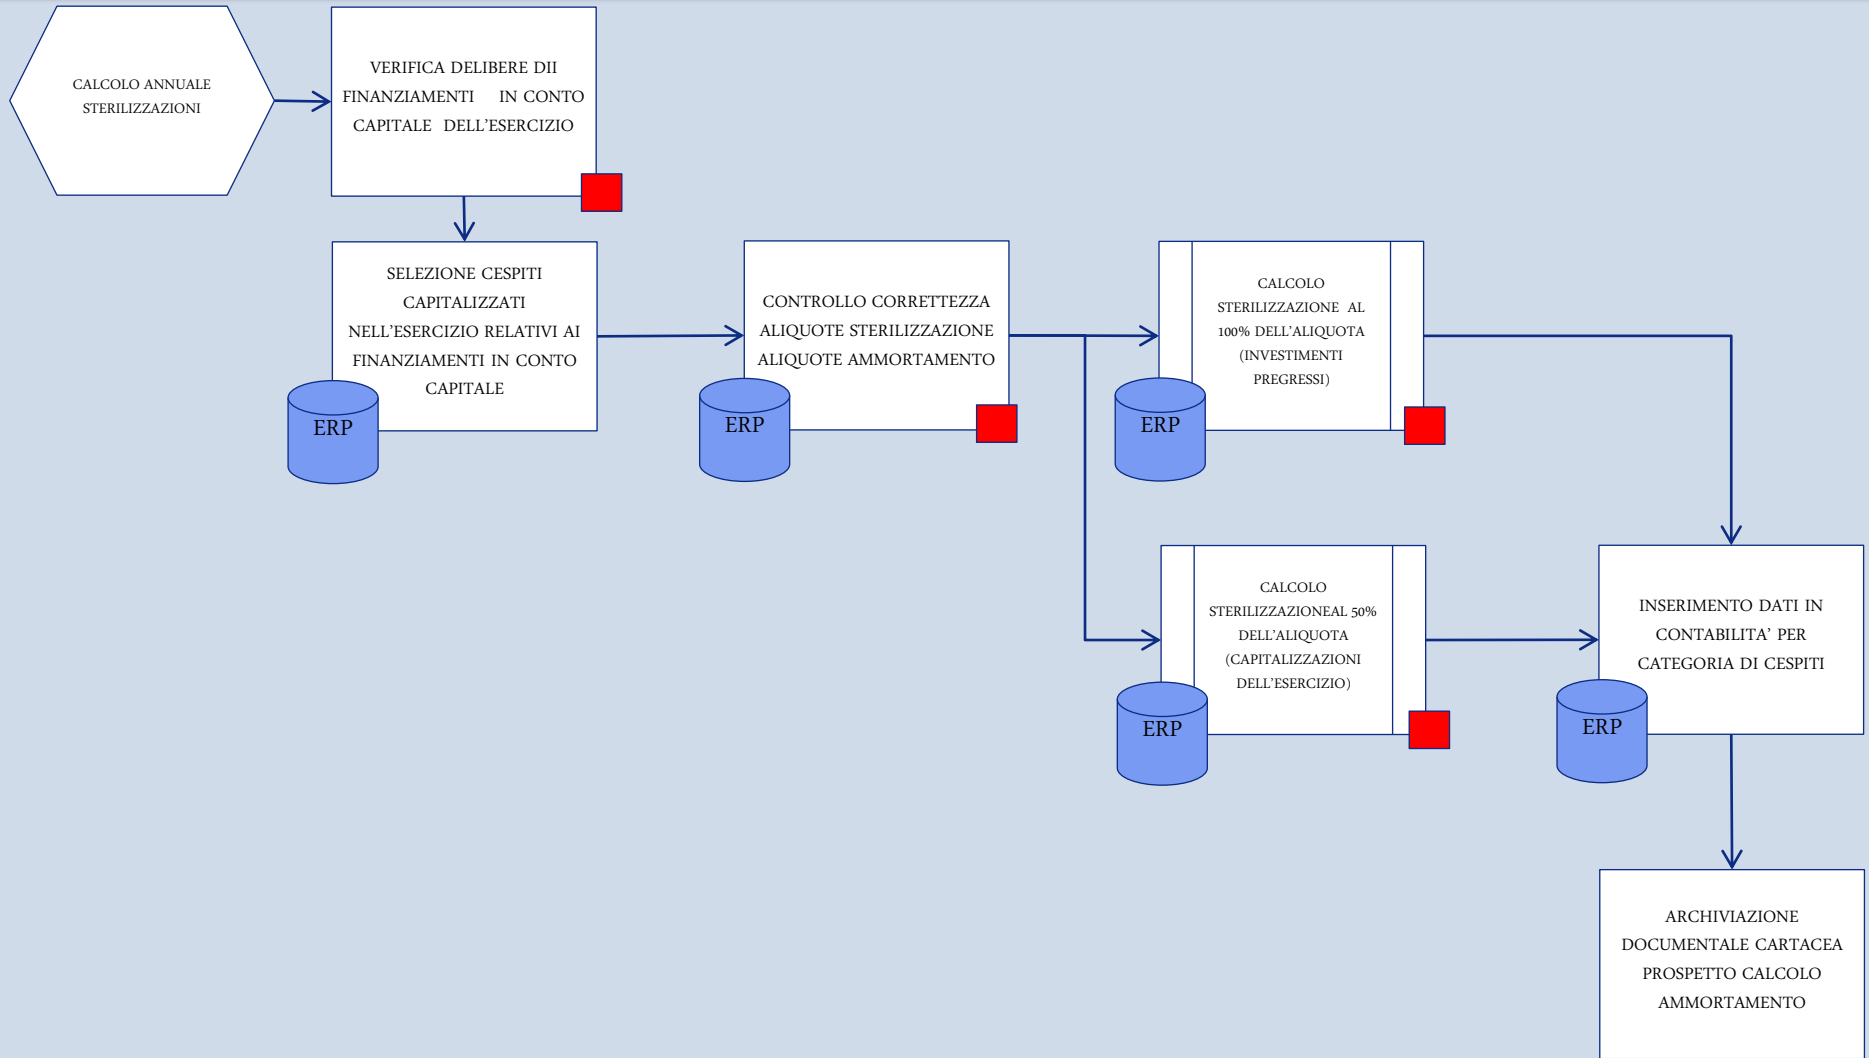 CALCOLO ANNUALE
STERILIZZAZIONI
VERIFICA DELIBERE DII
FINANZIAMENTI IN CONTO
CAPITALE DELL'ESERCIZIO
SELEZIONE CESPITI
CAPITALIZZATI
NELL'ESERCIZIO RELATIVI AI
FINANZIAMENTI IN CONTO
CAPITALE
ERP
CONTROLLO CORRETTEZZA
ALIQUOTE STERILIZZAZIONE
ALIQUOTE AMMORTAMENTO
ERP
CALCOLO
STERILIZZAZIONE AL
100% DELL'ALIQUOTA
(INVESTIMENTI
PREGRESSI)
ERP
CALCOLO
STERILIZZAZIONEAL 50%
DELL'ALIQUOTA
(CAPITALIZZAZIONI
DELL'ESERCIZIO)
ERP
INSERIMENTO DATI IN
CONTABILITA' PER
CATEGORIA DI CESPITI
ERP
ARCHIVIAZIONE
DOCUMENTALE CARTACEA
PROSPETTO CALCOLO
AMMORTAMENTO